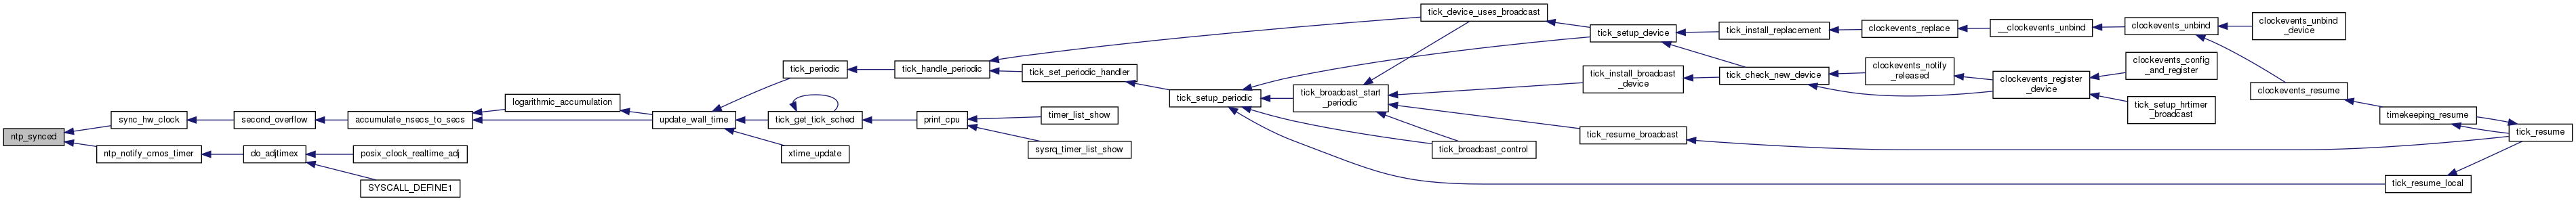 ntp_synced
sync_hw_clock
second_overflow
accumulate_nsecs_to_secs
logarithmic_accumulation
update_wall_time
tick_periodic
tick_handle_periodic
tick_device_uses_broadcast
tick_setup_device
tick_install_replacement
clockevents_replace
__clockevents_unbind
clockevents_unbind
clockevents_unbind
_device
tick_check_new_device
clockevents_notify
_released
clockevents_register
_device
clockevents_config
_and_register
tick_setup_hrtimer
_broadcast
clockevents_resume
timekeeping_resume
tick_resume
tick_set_periodic_handler
tick_setup_periodic
tick_broadcast_start
_periodic
tick_install_broadcast
_device
tick_resume_broadcast
tick_broadcast_control
tick_resume_local
tick_get_tick_sched
print_cpu
timer_list_show
sysrq_timer_list_show
xtime_update
ntp_notify_cmos_timer
do_adjtimex
posix_clock_realtime_adj
SYSCALL_DEFINE1